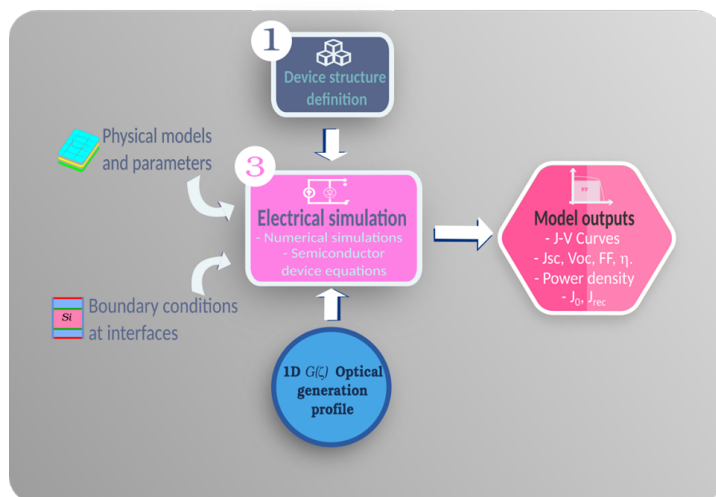 1
Device structure
definition
Physical models
and parameters
3
Electrical simulation
- Numerical simulations
- Semiconductor
device equations
FF
Model outputs
- J-V Curves
- Jsc, Voc, FF, η.
- Power density
- J₀, Jrec
Si
Boundary conditions
at interfaces
1D G(ζ) Optical
generation
profile